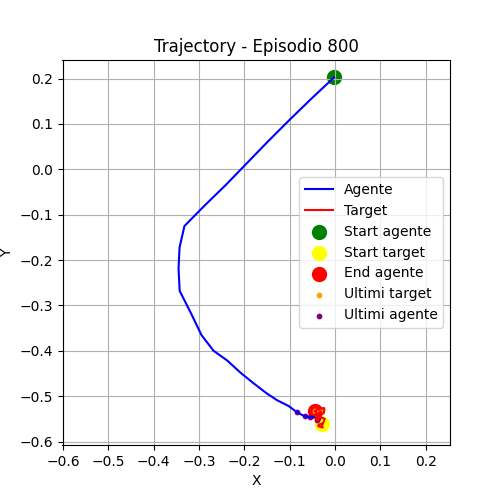 Trajectory - Episodio 800
0.2
0.1
0.0
−0.1
−0.2
−0.3
−0.4
−0.5
−0.6
Y
Agente
Target
Start agente
Start target
End agente
Ultimi target
Ultimi agente
−0.6 −0.5 −0.4 −0.3 −0.2 −0.1 0.0 0.1 0.2
X